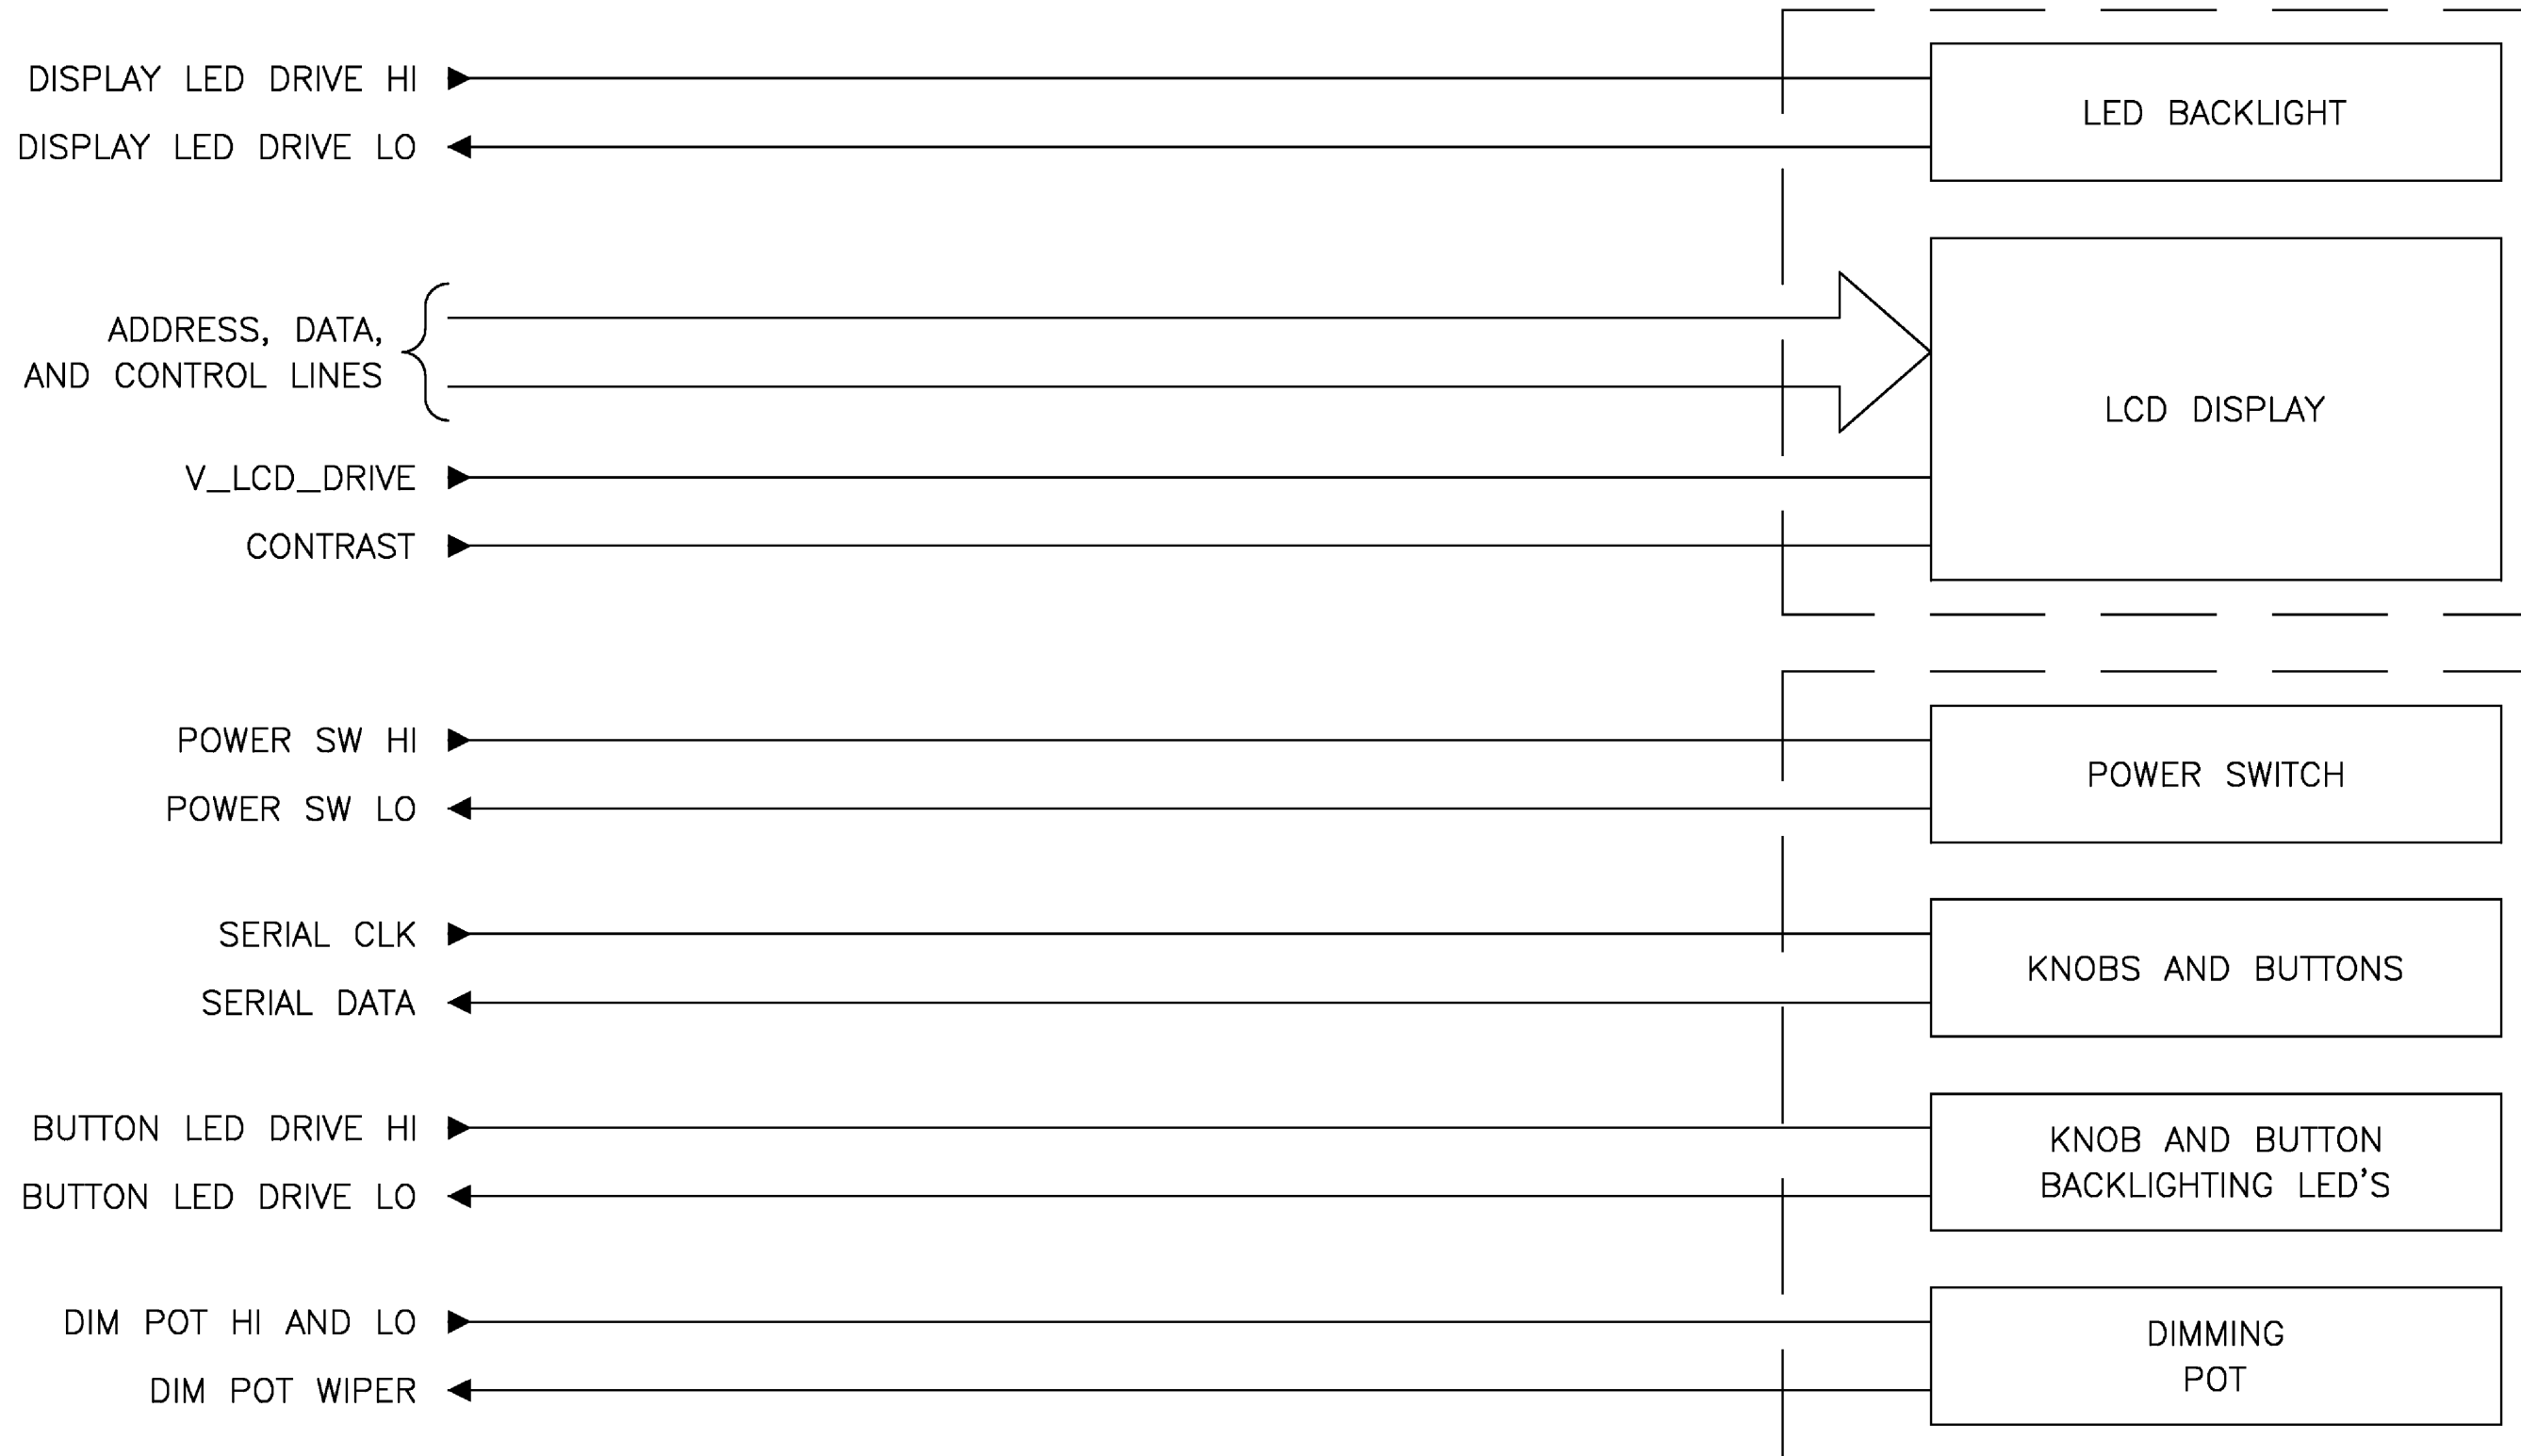 DISPLAY LED DRIVE HI
DISPLAY LED DRIVE LO
LED BACKLIGHT
ADDRESS, DATA,
AND CONTROL LINES
V_LCD_DRIVE
CONTRAST
LCD DISPLAY
POWER SW HI
POWER SW LO
POWER SWITCH
SERIAL CLK
SERIAL DATA
KNOBS AND BUTTONS
BUTTON LED DRIVE HI
BUTTON LED DRIVE LO
KNOB AND BUTTON
BACKLIGHTING LED'S
DIM POT HI AND LO
DIM POT WIPER
DIMMING
POT